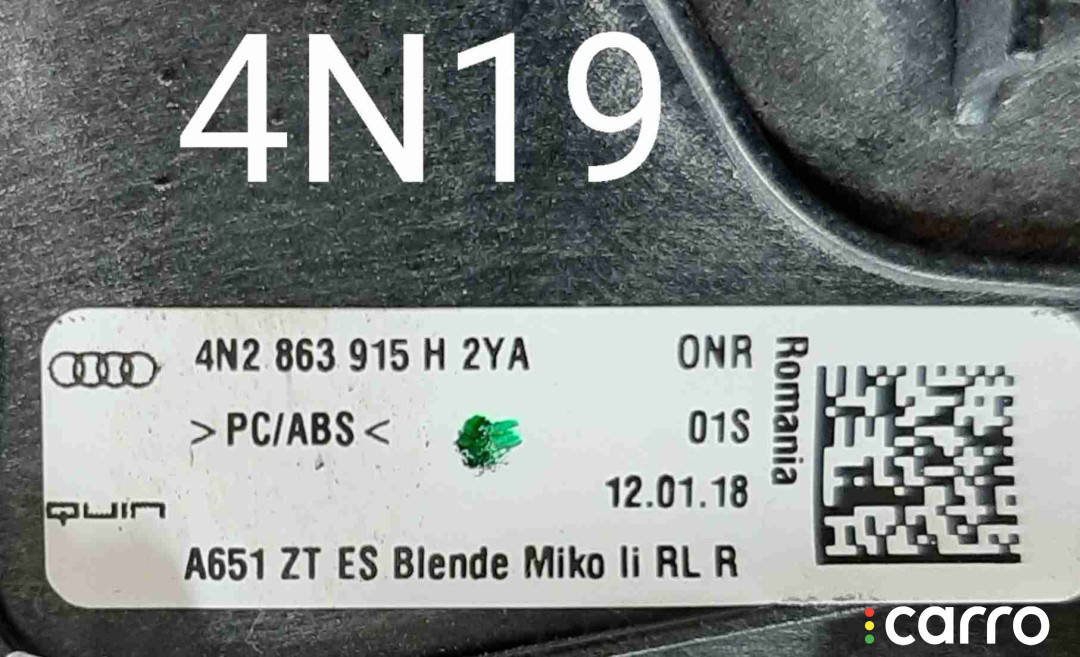 4N19
4N2 863 915 H 2YA
ONR
>PC/ABS<
01S
Romania
12.01.18
QUIN
A651 ZT ES Blende Miko li RL R
carro